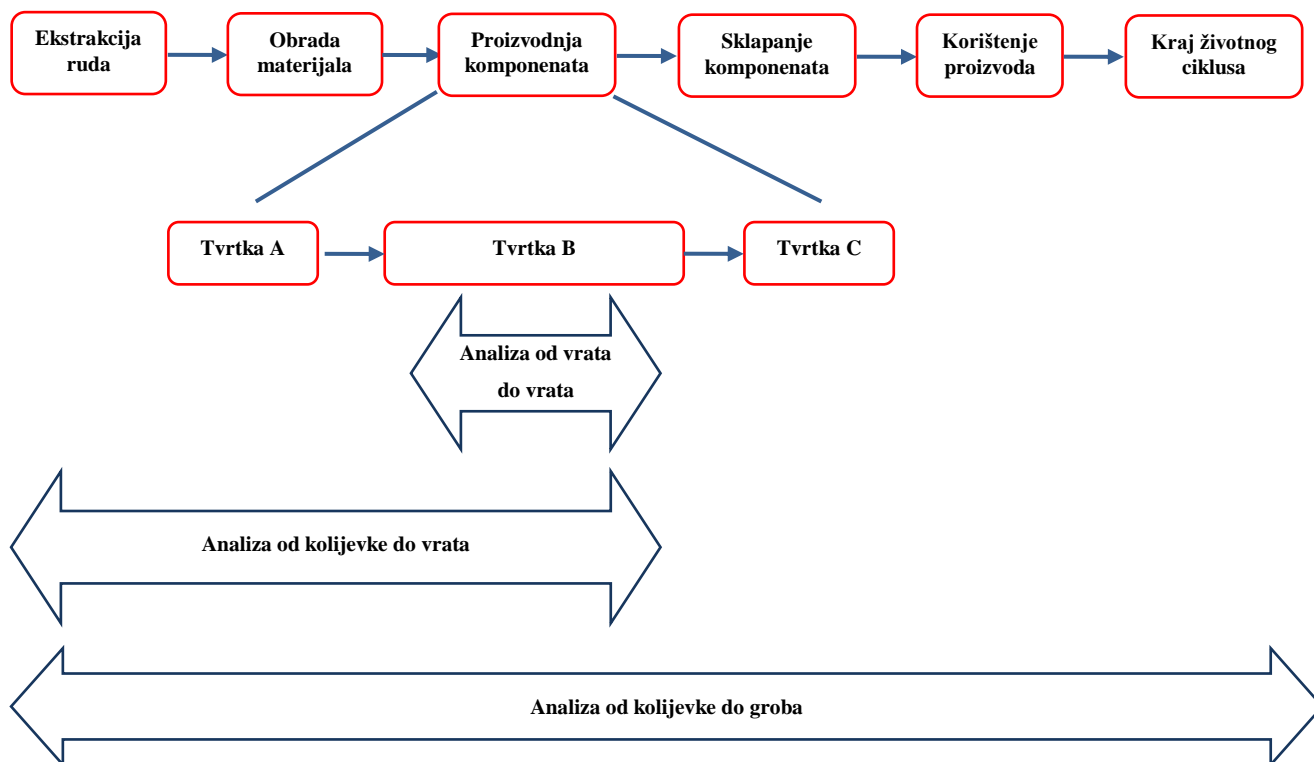 Ekstrakcija
ruda
Obrada
materijala
Proizvodnja
komponenata
Sklapanje
komponenata
Korištenje
proizvoda
Kraj životnog
ciklusa
Tvrtka A
Tvrtka B
Tvrtka C
Analiza od vrata
do vrata
Analiza od kolijevke do vrata
Analiza od kolijevke do groba